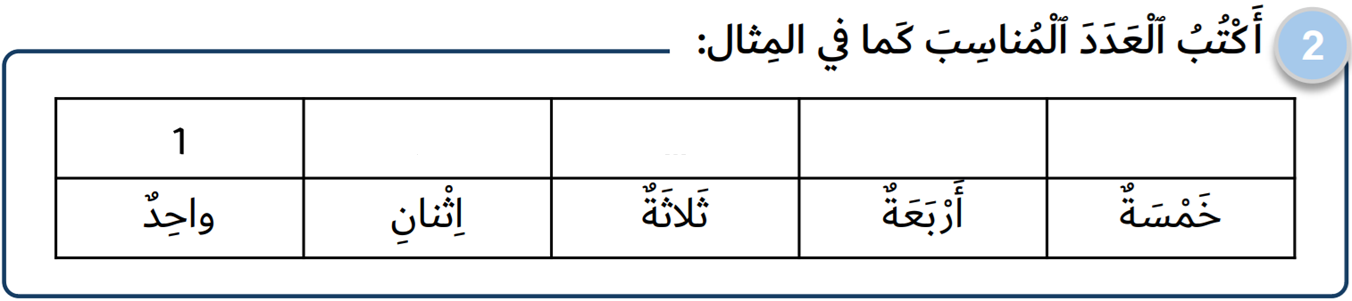 2 أَكْتُبُ ٱلْعَدَدَ ٱلْمُناسِبَ كَما في المِثال:
1
خَمْسَةٌ أَرْبَعَةٌ ثَلاثَةٌ اِثْنانِ واحِدٌ